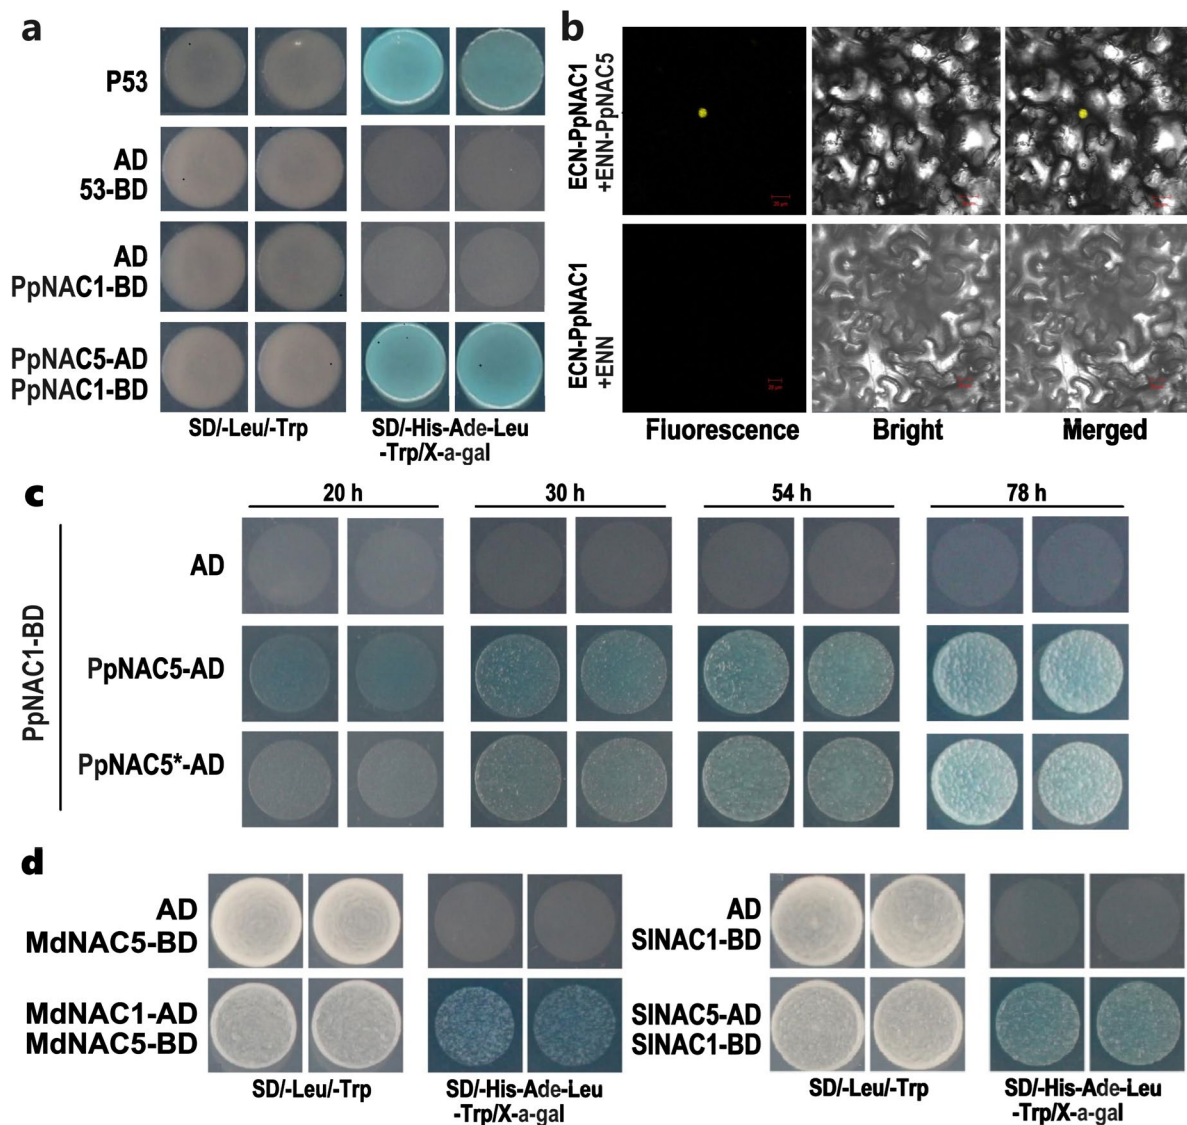 a
P53
AD
53-BD
AD
PpNAC1-BD
PpNAC5-AD
PpNAC1-BD
SD/-Leu/-Trp
SD/-His-Ade-Leu
-Trp/X-a-gal
b
ECN-PpNAC1
+ENN-PpNAC5
ECN-PpNAC1
+ENN
Fluorescence
Bright
Merged
c
20 h
30 h
54 h
78 h
PpNAC1-BD
AD
PpNAC5-AD
PpNAC5*-AD
d
AD
MdNAC5-BD
MdNAC1-AD
MdNAC5-BD
SD/-Leu/-Trp
SD/-His-Ade-Leu
-Trp/X-a-gal
AD
SlNAC1-BD
SlNAC5-AD
SlNAC1-BD
SD/-Leu/-Trp
SD/-His-Ade-Leu
-Trp/X-a-gal